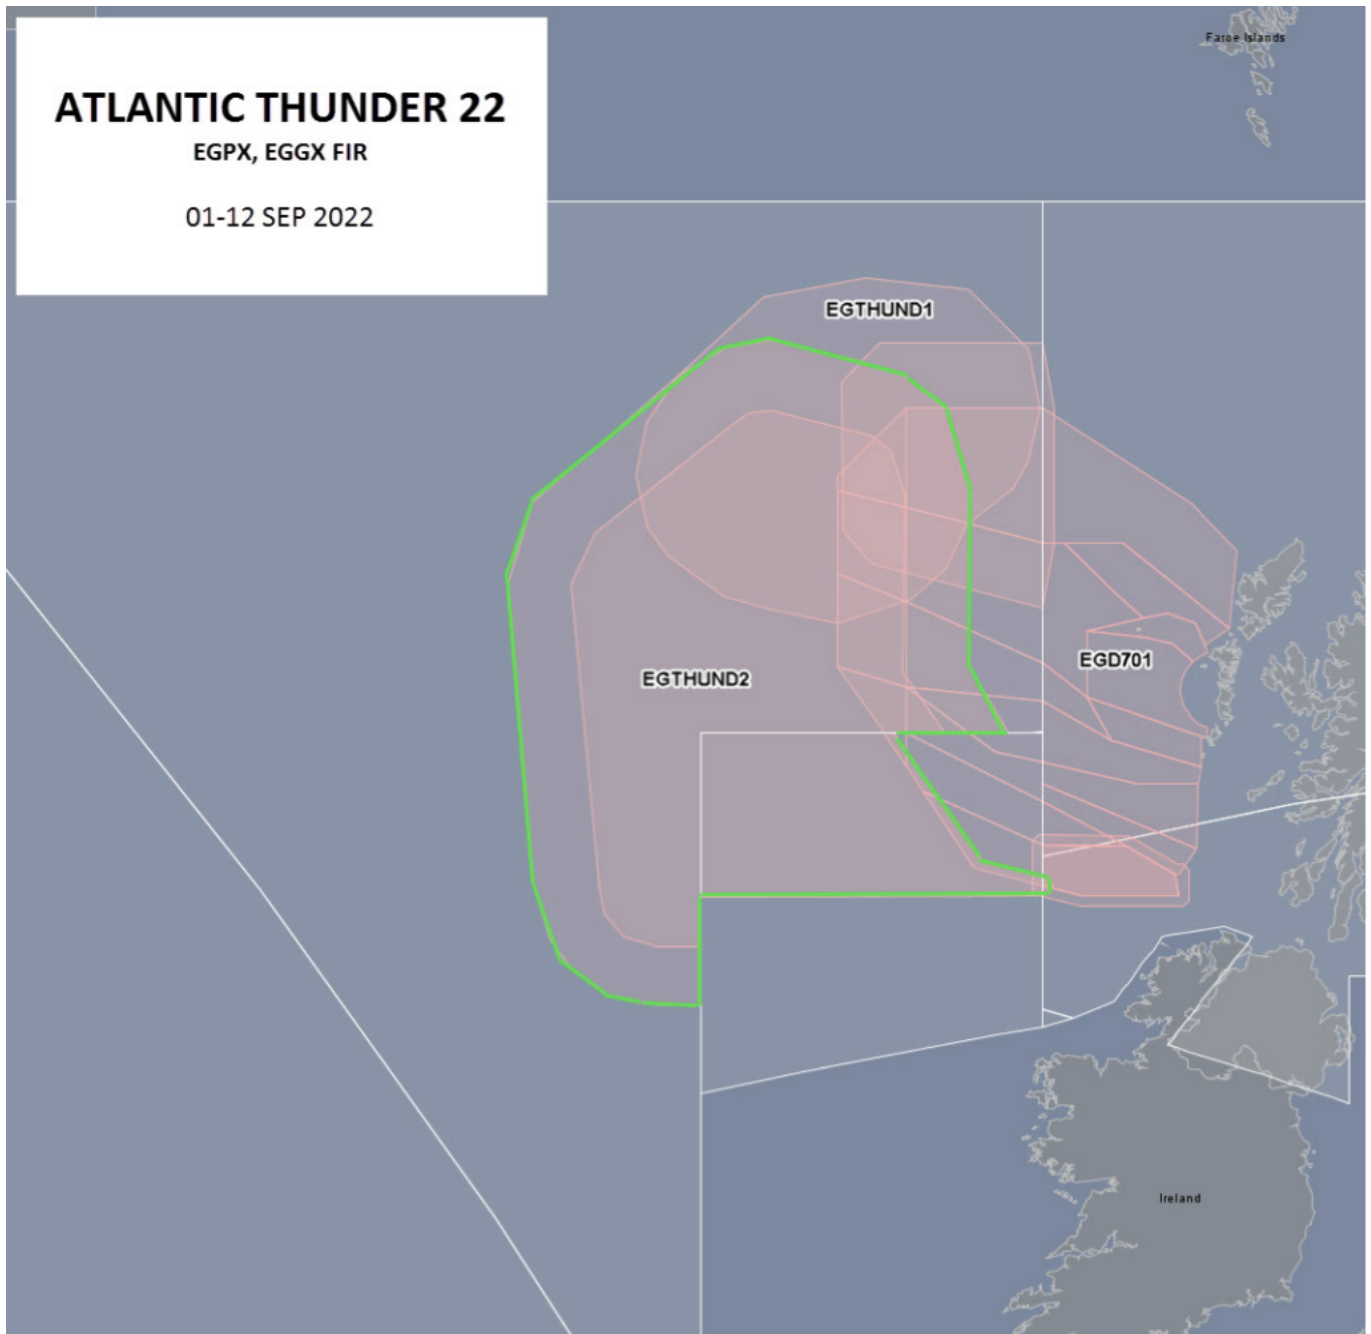 ATLANTIC THUNDER 22
EGPX, EGGX FIR
01-12 SEP 2022
Faroe Islands
EGTHUND1
EGD701
EGTHUND2
Ireland